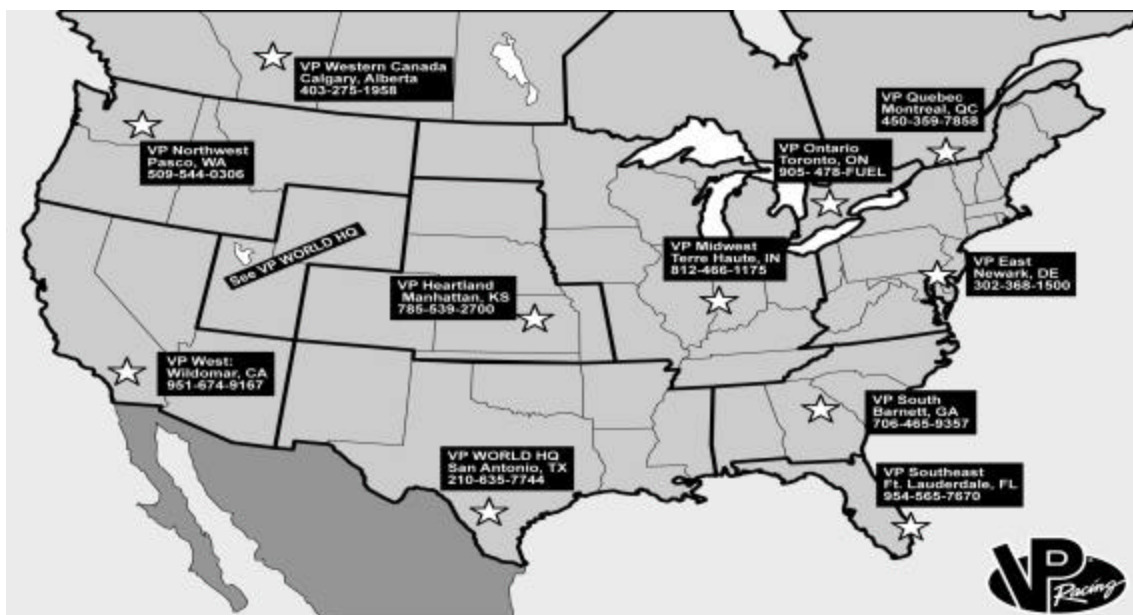 VP Western Canada
Calgary, Alberta
403-275-1958
VP Quebec
Montreal, QC
450-359-7858
VP Northwest
Pasco, WA
509-544-0306
VP Ontario
Toronto, ON
905- 478-FUEL
See VP WORLD HQ
VP Midwest
Terre Haute, IN
812-466-1175
VP East
Newark, DE
302-368-1500
VP Heartland
Manhattan, KS
785-539-2700
VP West:
Wildomar, CA
951-674-9167
VP South
Barnett, GA
706-465-9357
VP WORLD HQ
San Antonio, TX
210-635-7744
VP Southeast
Ft. Lauderdale, FL
954-565-7670
VP
Racing